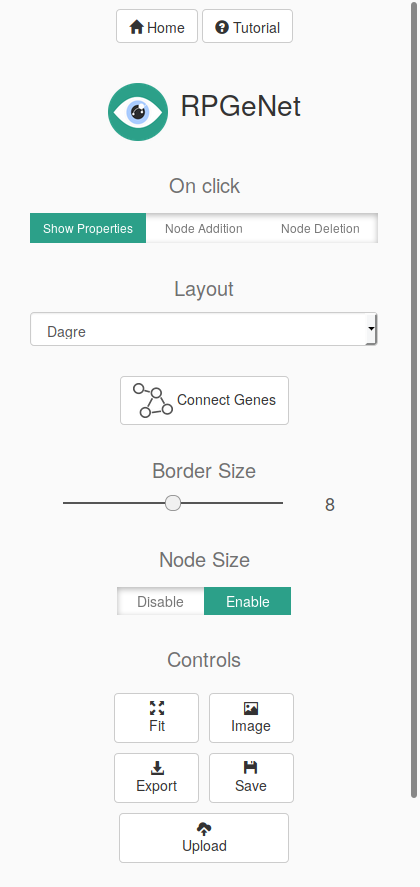 Home Tutorial
RPGeNet
On click
Show Properties Node Addition Node Deletion
Layout
Dagre
Connect Genes
Border Size
8
Node Size
Disable Enable
Controls
Fit Image
Export Save
Upload